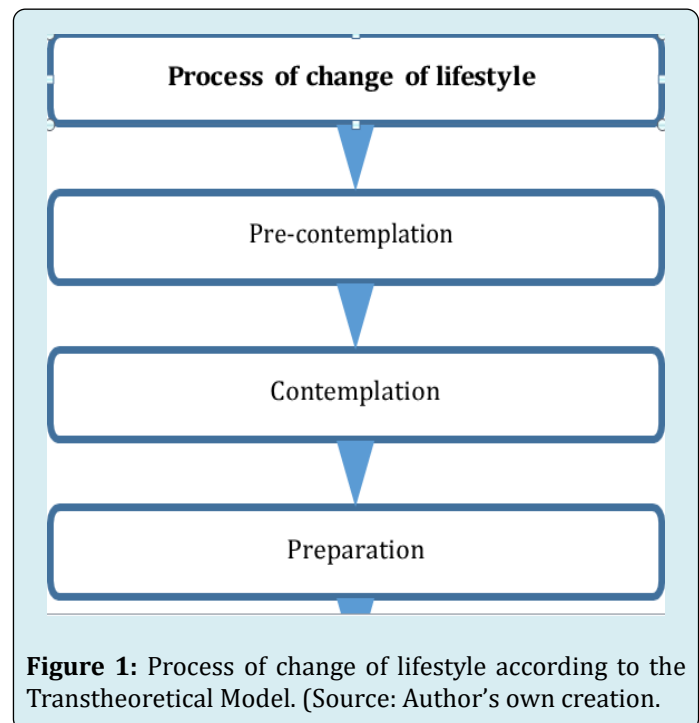 Process of change of lifestyle
Pre-contemplation
Contemplation
Preparation
Figure 1: Process of change of lifestyle according to the
Transtheoretical Model. (Source: Author’s own creation.